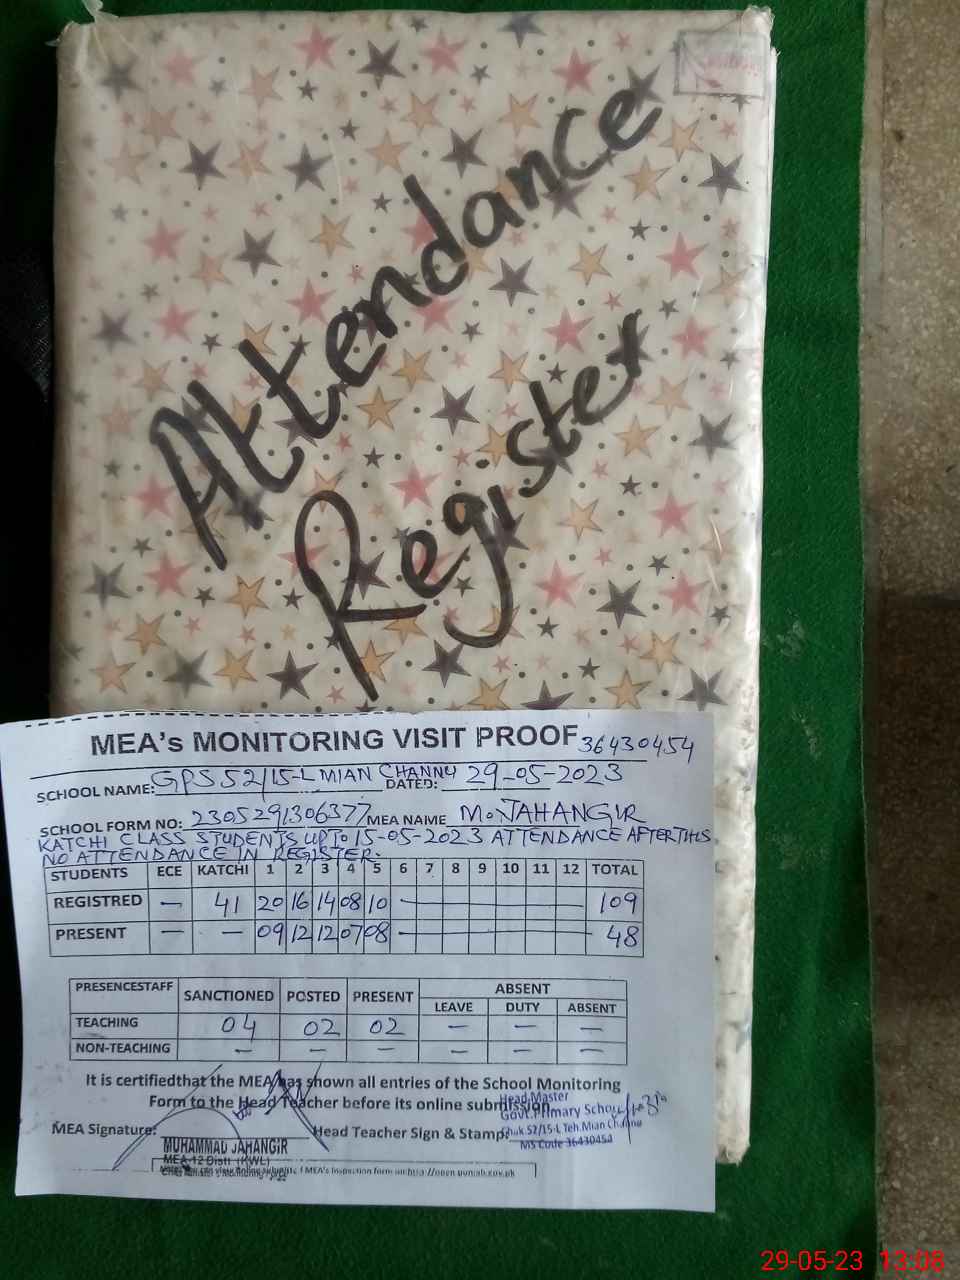 Attendance
Register
MEA's MONITORING VISIT PROOF 36430454
SCHOOL NAME: GPS 52/15-L MIAN CHANNU DATED: 29-05-2023
SCHOOL FORM NO: 2305291306377 MEA NAME M. JAHANGIR
KATCHI CLASS STUDENTS UPTO 15-05-2023 ATTENDANCE AFTER THIS
NO ATTENDANCE IN REGISTER.
STUDENTS ECE KATCHI 1 2 3 4 5 6 7 8 9 10 11 12 TOTAL
REGISTRED — 41 20 16 14 08 10 — 109
PRESENT — — 09 12 12 07 08 — 48
PRESENCESTAFF SANCTIONED POSTED PRESENT ABSENT
LEAVE DUTY ABSENT
TEACHING 04 02 02 — — —
NON-TEACHING — — — — — —
It is certifiedthat the MEA has shown all entries of the School Monitoring
Form to the Head Teacher before its online submission
Head Master
Govt. Primary School
Chak 52/15-L Teh. Mian Channu
MS Code 36430454
MEA Signature: Head Teacher Sign & Stamp:
MUHAMMAD JAHANGIR
MEA-12 Distt (KWL)
29-05-23 13:08